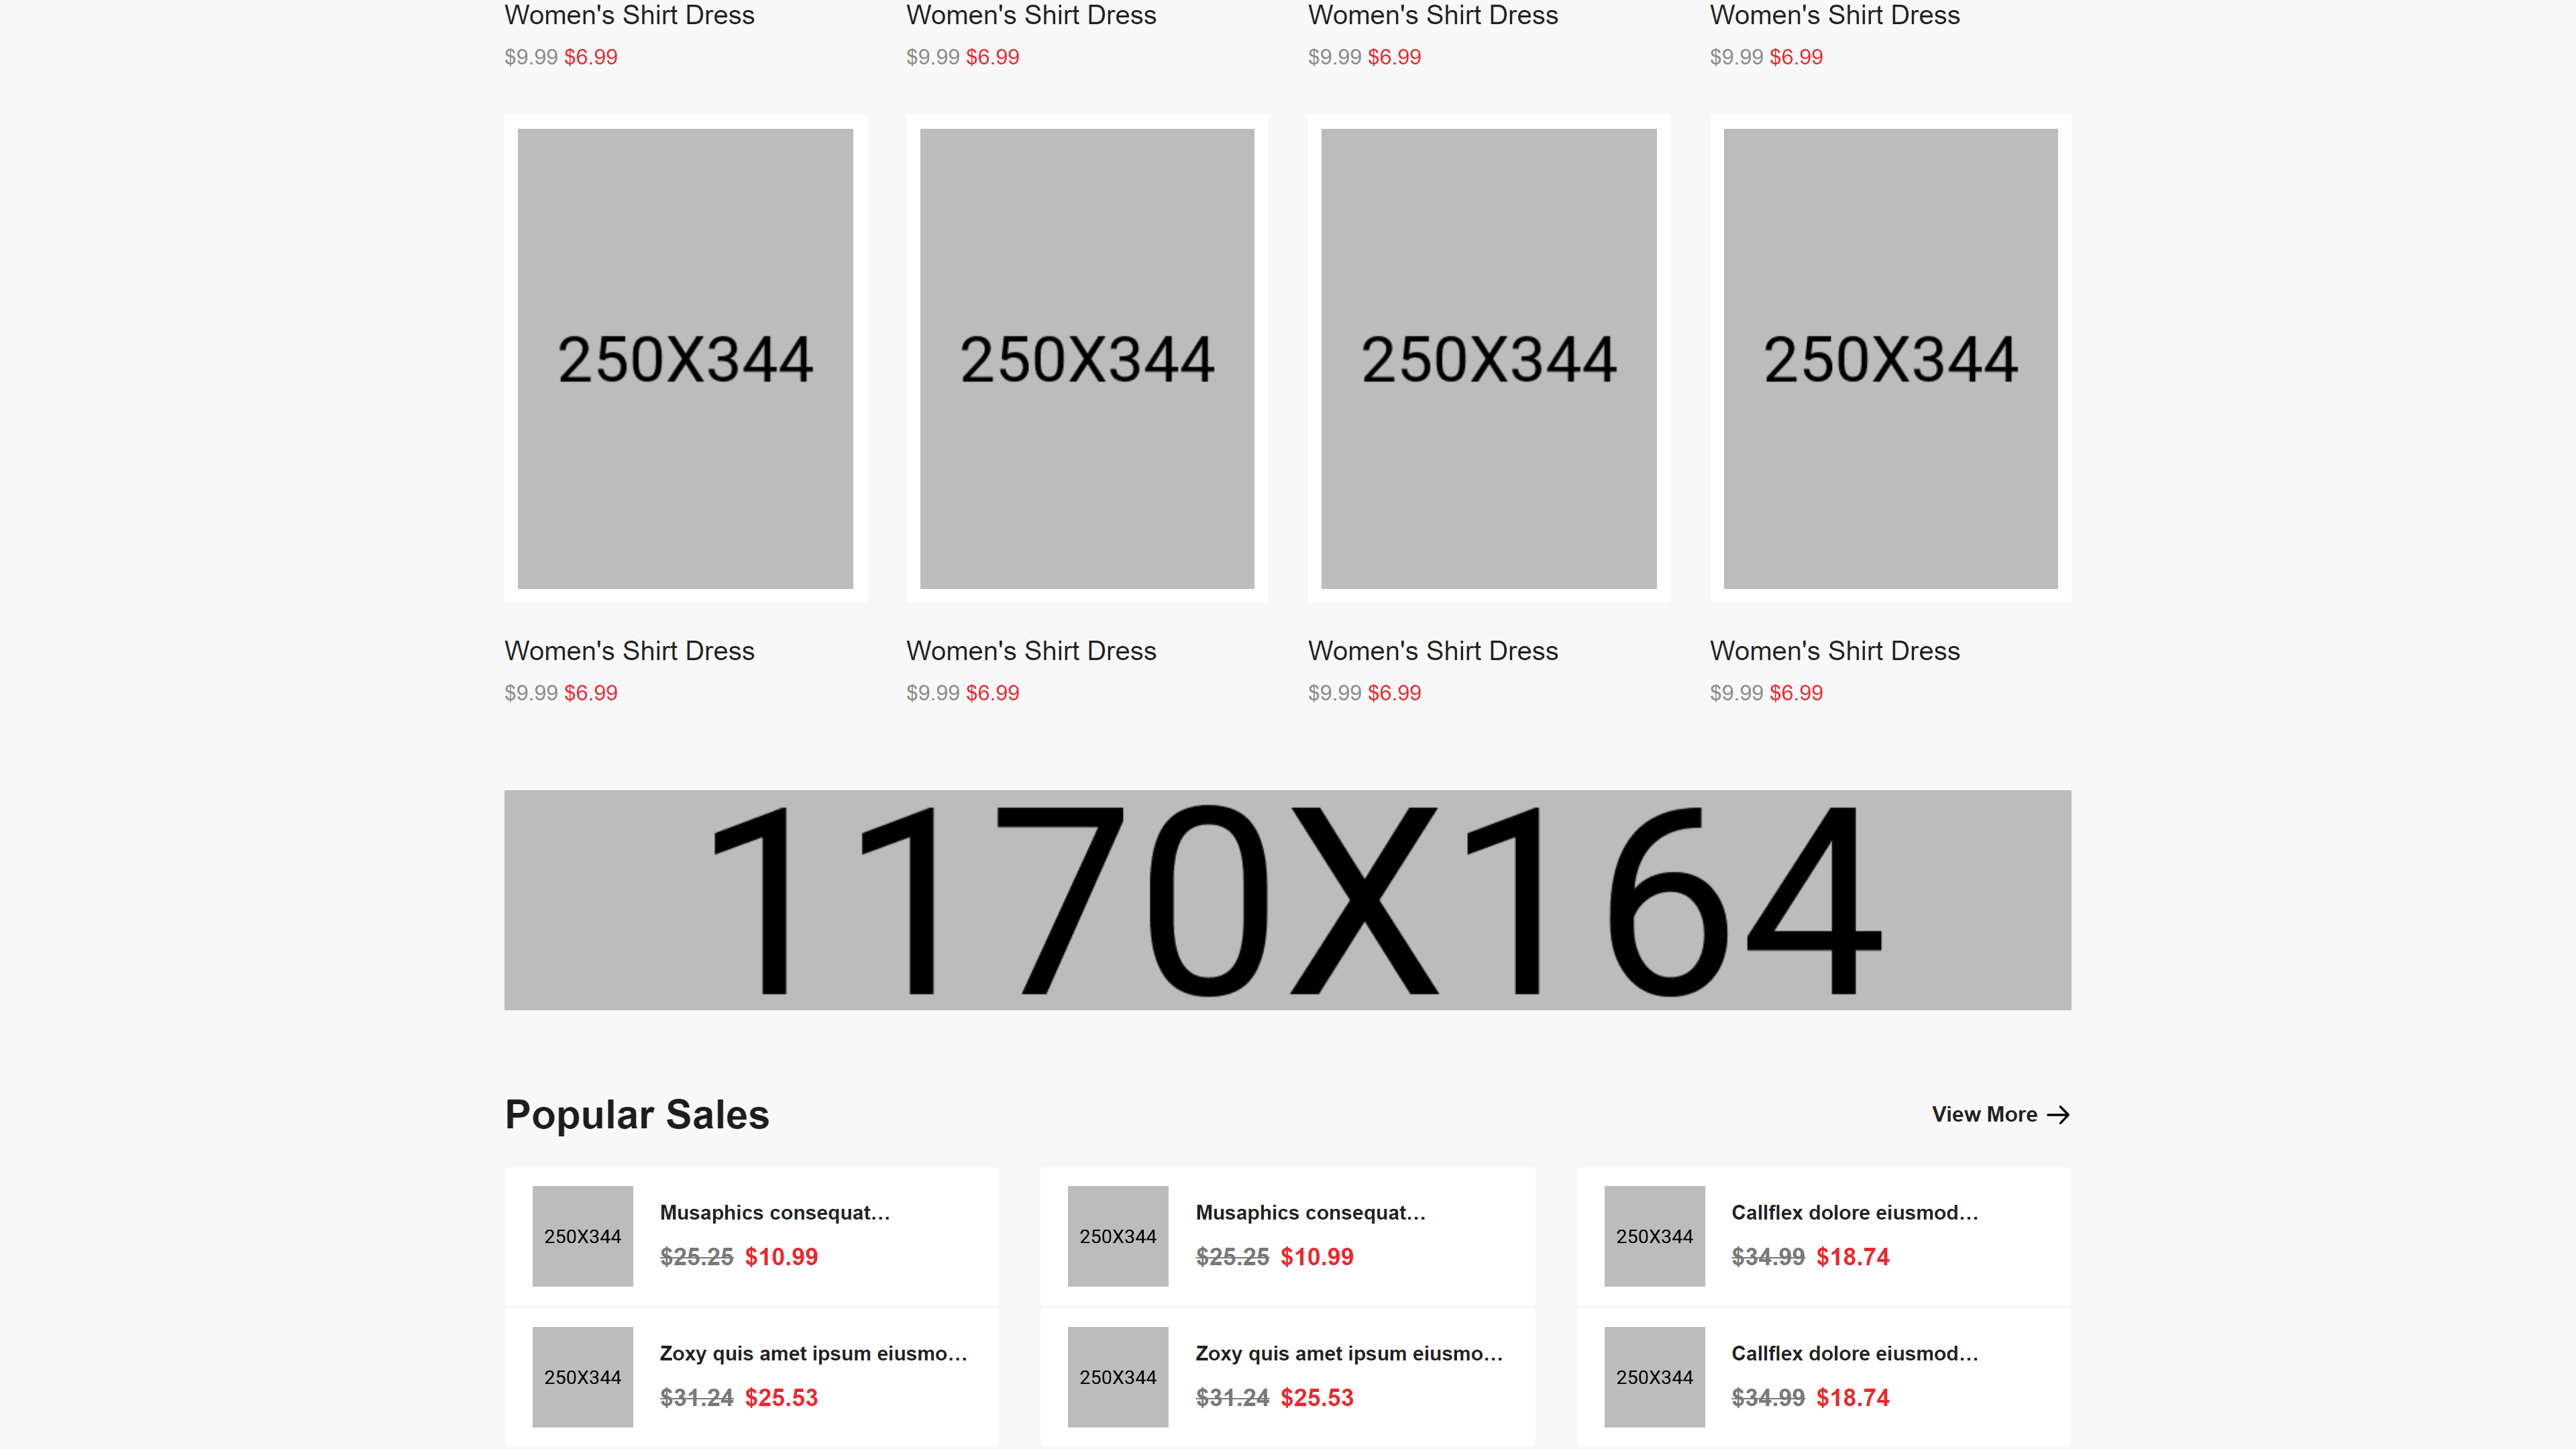 Women's Shirt Dress Women's Shirt Dress Women's Shirt Dress Women's Shirt Dress
$9.99 $6.99 $9.99 $6.99 $9.99 $6.99 $9.99 $6.99
250X344 250X344 250X344 250X344
Women's Shirt Dress Women's Shirt Dress Women's Shirt Dress Women's Shirt Dress
$9.99 $6.99 $9.99 $6.99 $9.99 $6.99 $9.99 $6.99
1170X164
Popular Sales View More
250X344 Musaphics consequat...
$25.25 $10.99
250X344 Musaphics consequat...
$25.25 $10.99
250X344 Callflex dolore eiusmod...
$34.99 $18.74
250X344 Zoxy quis amet ipsum eiusmo...
$31.24 $25.53
250X344 Zoxy quis amet ipsum eiusmo...
$31.24 $25.53
250X344 Callflex dolore eiusmod...
$34.99 $18.74